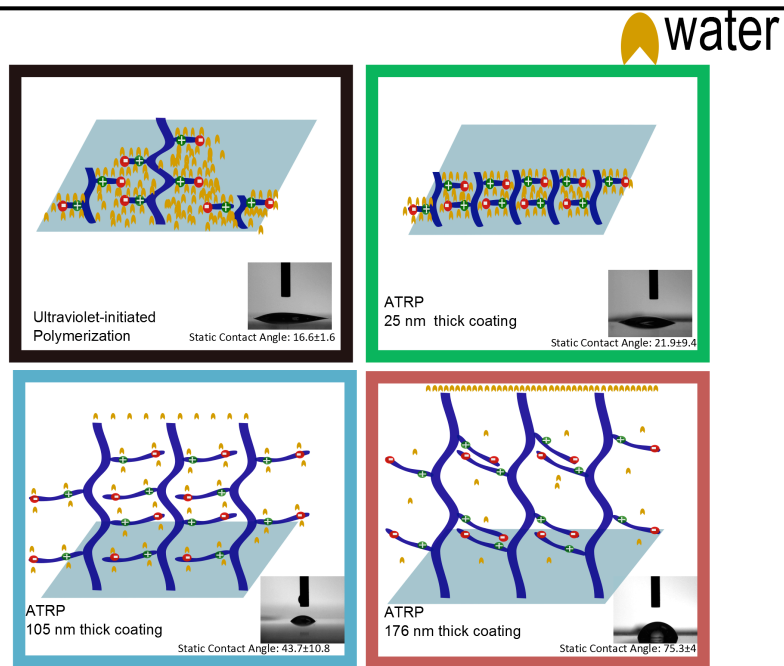 water
Ultraviolet-initiated
Polymerization
Static Contact Angle: 16.6±1.6
ATRP
25 nm  thick coating
Static Contact Angle: 21.9±9.4
ATRP
105 nm thick coating
Static Contact Angle: 43.7±10.8
ATRP
176 nm thick coating
Static Contact Angle: 75.3±4